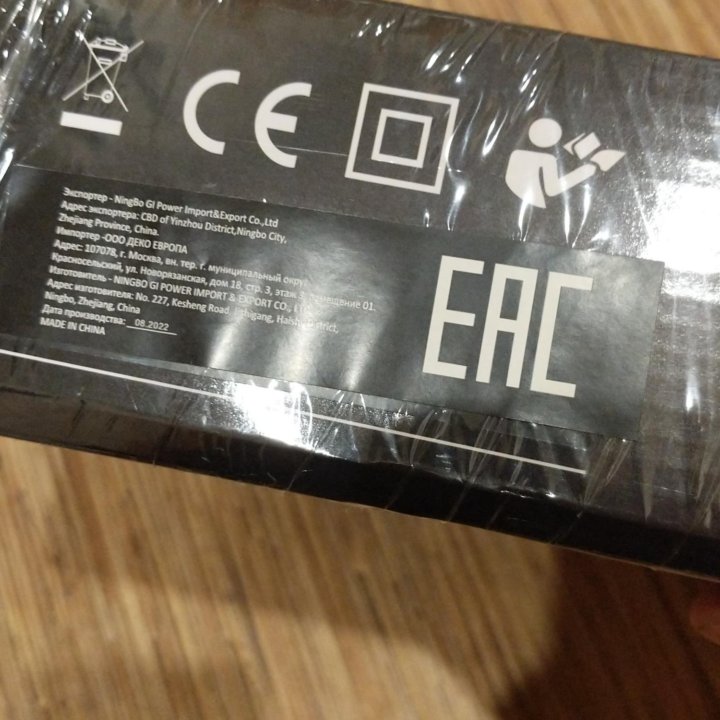 CE
Экспортер - NingBo GI Power Import&Export Co.,Ltd
Адрес экспортера: CBD of Yinzhou District,Ningbo City,
Zhejiang Province, China.
Импортер -ООО ДЕКО ЕВРОПА
Адрес: 107078, г. Москва, вн. тер. г. муниципальный округ
Красносельский, ул. Новорязанская, дом 18, стр. 3, этаж 3, помещение 01.
Изготовитель - NINGBO GI POWER IMPORT & EXPORT CO.,
Адрес изготовителя: No. 227, Kesheng Road,
Ningbo, Zhejiang, China
Дата производства: 08.2022
MADE IN CHINA
EAC